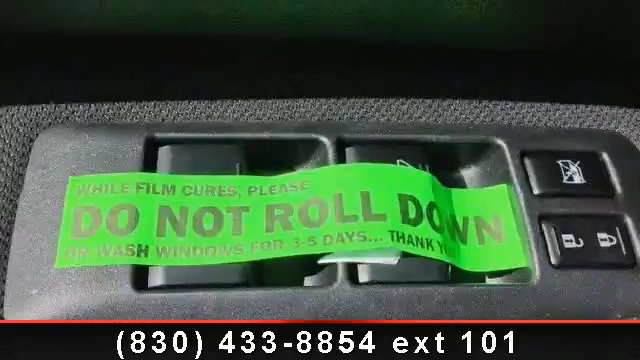 WHILE FILM CURES, PLEASE
DO NOT ROLL DOWN
OR WASH WINDOWS FOR 3-5 DAYS... THANK YOU
(830) 433-8854 ext 101